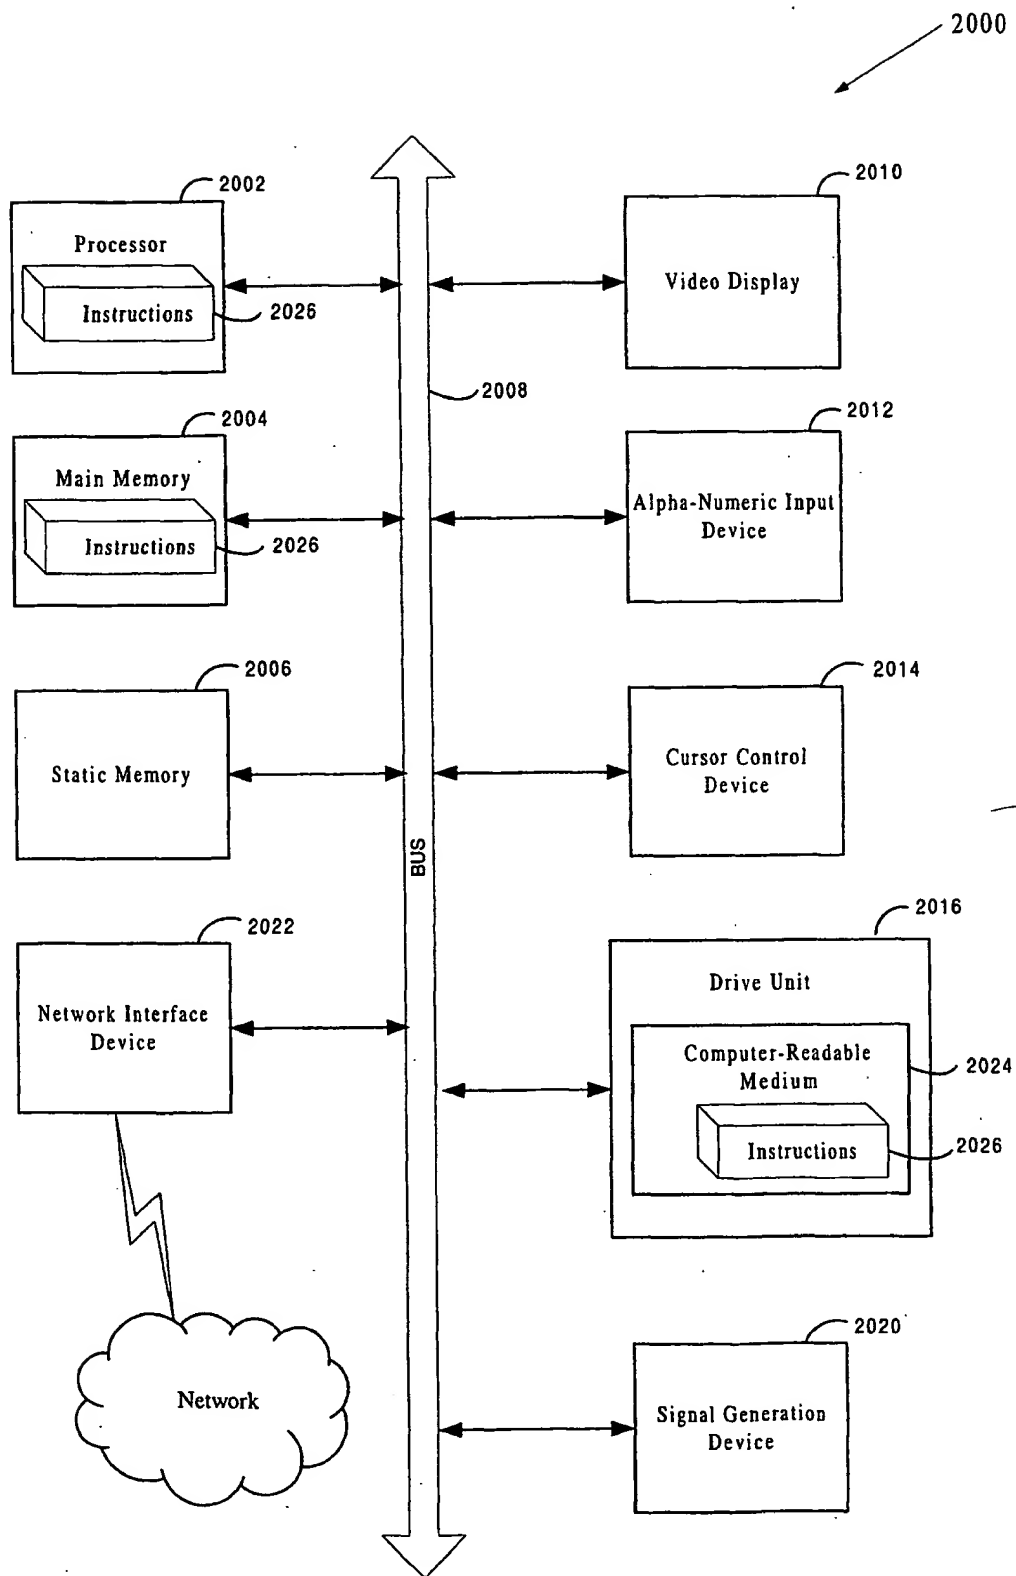 2000
2002
Processor
Instructions
2026
2010
Video Display
2008
2004
Main Memory
Instructions
2026
2012
Alpha-Numeric Input
Device
2006
Static Memory
2014
Cursor Control
Device
BUS
2022
Network Interface
Device
2016
Drive Unit
Computer-Readable
Medium
2024
Instructions
2026
Network
2020
Signal Generation
Device